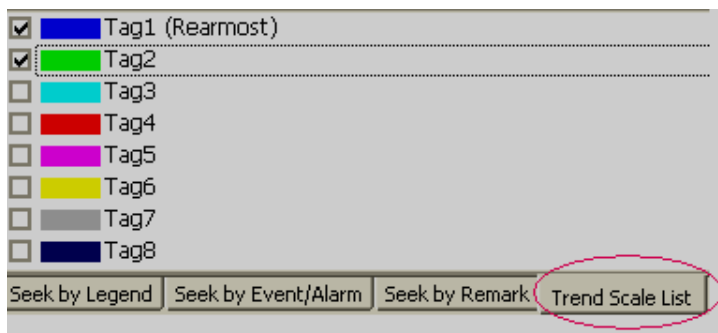 Tag1 (Rearmost)
Tag2
Tag3
Tag4
Tag5
Tag6
Tag7
Tag8
Seek by Legend Seek by Event/Alarm Seek by Remark Trend Scale List